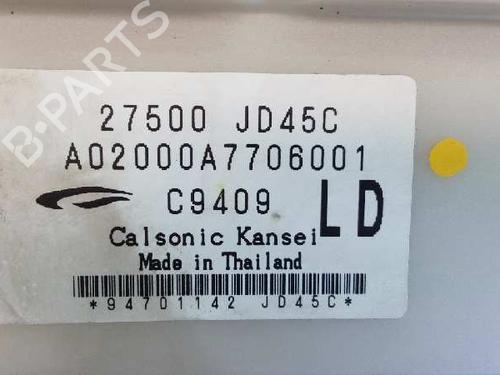 B-PARTS
27500 JD45C
A02000A7706001
C9409 LD
Calsonic Kansei
Made in Thailand
*94701142 JD45C*